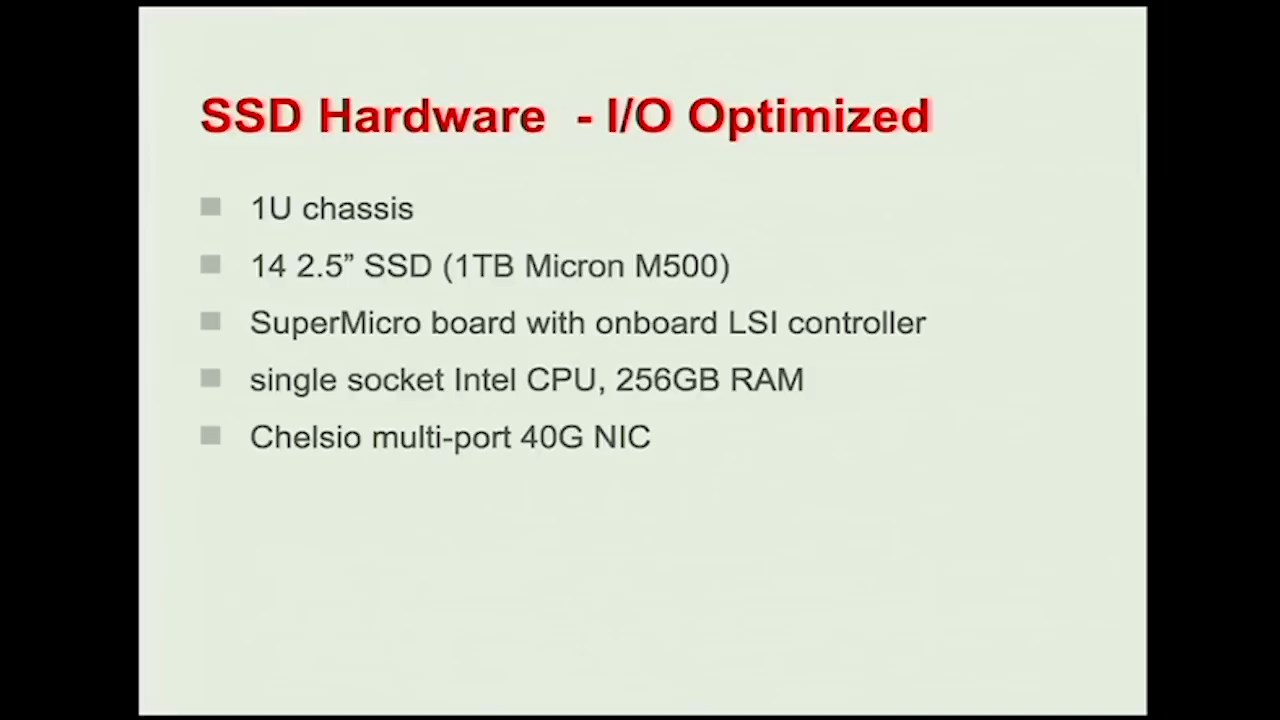 SSD Hardware - I/O Optimized
1U chassis
14 2.5” SSD (1TB Micron M500)
SuperMicro board with onboard LSI controller
single socket Intel CPU, 256GB RAM
Chelsio multi-port 40G NIC